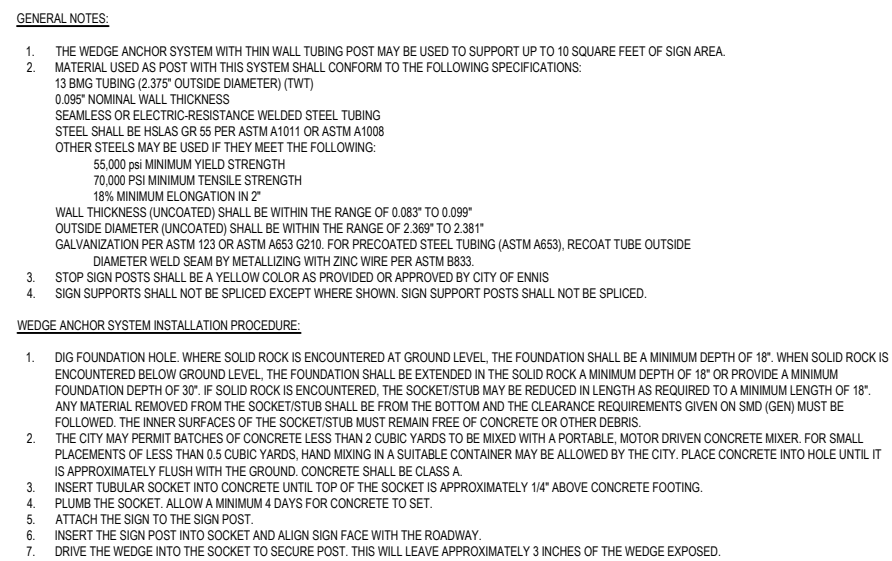 GENERAL NOTES:
1. THE WEDGE ANCHOR SYSTEM WITH THIN WALL TUBING POST MAY BE USED TO SUPPORT UP TO 10 SQUARE FEET OF SIGN AREA.
2. MATERIAL USED AS POST WITH THIS SYSTEM SHALL CONFORM TO THE FOLLOWING SPECIFICATIONS:
13 BMG TUBING (2.375" OUTSIDE DIAMETER) (TWT)
0.095" NOMINAL WALL THICKNESS
SEAMLESS OR ELECTRIC-RESISTANCE WELDED STEEL TUBING
STEEL SHALL BE HSLAS GR 55 PER ASTM A1011 OR ASTM A1008
OTHER STEELS MAY BE USED IF THEY MEET THE FOLLOWING:
55,000 psi MINIMUM YIELD STRENGTH
70,000 PSI MINIMUM TENSILE STRENGTH
18% MINIMUM ELONGATION IN 2"
WALL THICKNESS (UNCOATED) SHALL BE WITHIN THE RANGE OF 0.083" TO 0.099"
OUTSIDE DIAMETER (UNCOATED) SHALL BE WITHIN THE RANGE OF 2.369" TO 2.381"
GALVANIZATION PER ASTM 123 OR ASTM A653 G210. FOR PRECOATED STEEL TUBING (ASTM A653), RECOAT TUBE OUTSIDE
DIAMETER WELD SEAM BY METALLIZING WITH ZINC WIRE PER ASTM B833.
3. STOP SIGN POSTS SHALL BE A YELLOW COLOR AS PROVIDED OR APPROVED BY CITY OF ENNIS
4. SIGN SUPPORTS SHALL NOT BE SPLICED EXCEPT WHERE SHOWN. SIGN SUPPORT POSTS SHALL NOT BE SPLICED.
WEDGE ANCHOR SYSTEM INSTALLATION PROCEDURE:
1. DIG FOUNDATION HOLE. WHERE SOLID ROCK IS ENCOUNTERED AT GROUND LEVEL, THE FOUNDATION SHALL BE A MINIMUM DEPTH OF 18". WHEN SOLID ROCK IS
ENCOUNTERED BELOW GROUND LEVEL, THE FOUNDATION SHALL BE EXTENDED IN THE SOLID ROCK A MINIMUM DEPTH OF 18" OR PROVIDE A MINIMUM
FOUNDATION DEPTH OF 30". IF SOLID ROCK IS ENCOUNTERED, THE SOCKET/STUB MAY BE REDUCED IN LENGTH AS REQUIRED TO A MINIMUM LENGTH OF 18".
ANY MATERIAL REMOVED FROM THE SOCKET/STUB SHALL BE FROM THE BOTTOM AND THE CLEARANCE REQUIREMENTS GIVEN ON SMD (GEN) MUST BE
FOLLOWED. THE INNER SURFACES OF THE SOCKET/STUB MUST REMAIN FREE OF CONCRETE OR OTHER DEBRIS.
2. THE CITY MAY PERMIT BATCHES OF CONCRETE LESS THAN 2 CUBIC YARDS TO BE MIXED WITH A PORTABLE, MOTOR DRIVEN CONCRETE MIXER. FOR SMALL
PLACEMENTS OF LESS THAN 0.5 CUBIC YARDS, HAND MIXING IN A SUITABLE CONTAINER MAY BE ALLOWED BY THE CITY. PLACE CONCRETE INTO HOLE UNTIL IT
IS APPROXIMATELY FLUSH WITH THE GROUND. CONCRETE SHALL BE CLASS A.
3. INSERT TUBULAR SOCKET INTO CONCRETE UNTIL TOP OF THE SOCKET IS APPROXIMATELY 1/4" ABOVE CONCRETE FOOTING.
4. PLUMB THE SOCKET. ALLOW A MINIMUM 4 DAYS FOR CONCRETE TO SET.
5. ATTACH THE SIGN TO THE SIGN POST.
6. INSERT THE SIGN POST INTO SOCKET AND ALIGN SIGN FACE WITH THE ROADWAY.
7. DRIVE THE WEDGE INTO THE SOCKET TO SECURE POST. THIS WILL LEAVE APPROXIMATELY 3 INCHES OF THE WEDGE EXPOSED.